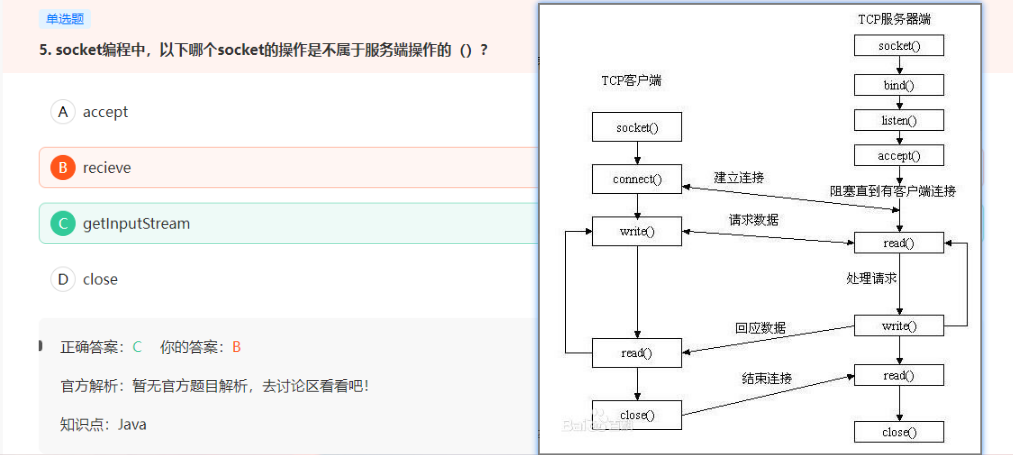 单选题
5. socket编程中，以下哪个socket的操作是不属于服务端操作的（）？
A accept
B recieve
C getInputStream
D close
正确答案：C 你的答案：B
官方解析：暂无官方题目解析，去讨论区看看吧！
知识点：Java
TCP服务器端
socket()
bind()
listen()
accept()
阻塞直到有客户端连接
read()
处理请求
write()
read()
close()
TCP客户端
socket()
connect()
write()
read()
close()
建立连接
请求数据
回应数据
结束连接
Bai百科